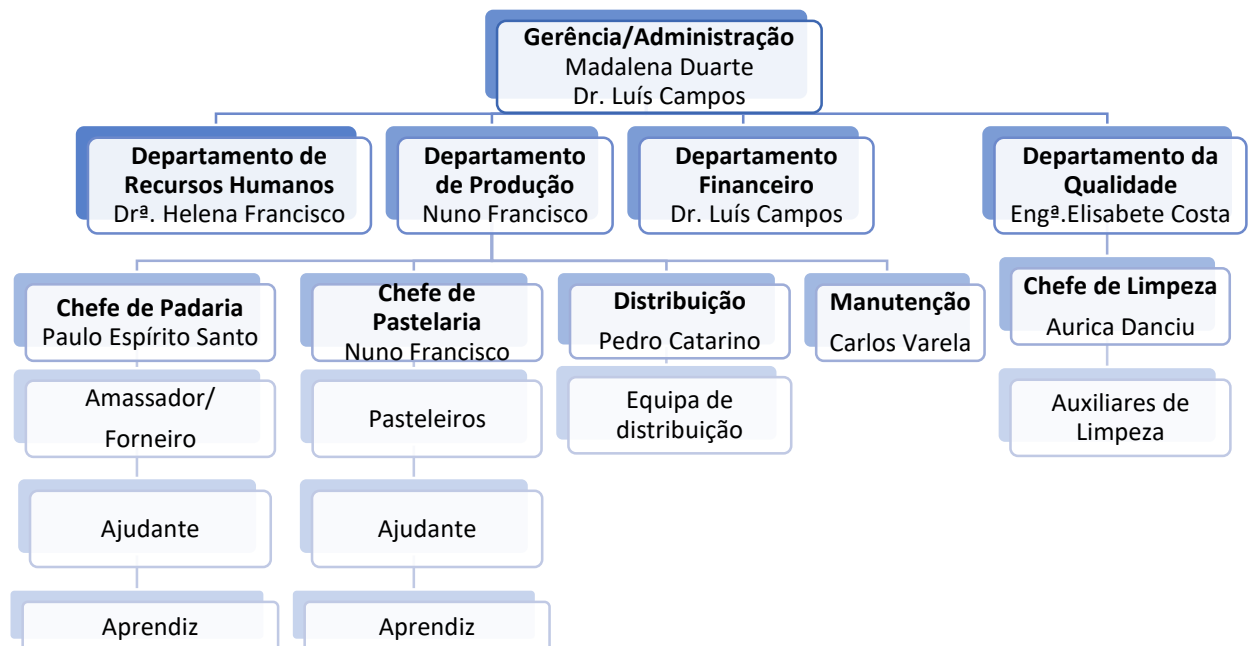 Gerência/Administração
Madalena Duarte
Dr. Luís Campos
Departamento de
Recursos Humanos
Drª. Helena Francisco
Departamento
de Produção
Nuno Francisco
Departamento
Financeiro
Dr. Luís Campos
Departamento da
Qualidade
Engª.Elisabete Costa
Chefe de Padaria
Paulo Espírito Santo
Chefe de
Pastelaria
Nuno Francisco
Distribuição
Pedro Catarino
Manutenção
Carlos Varela
Chefe de Limpeza
Aurica Danciu
Amassador/
Forneiro
Pasteleiros
Equipa de
distribuição
Auxiliares de
Limpeza
Ajudante
Ajudante
Aprendiz
Aprendiz